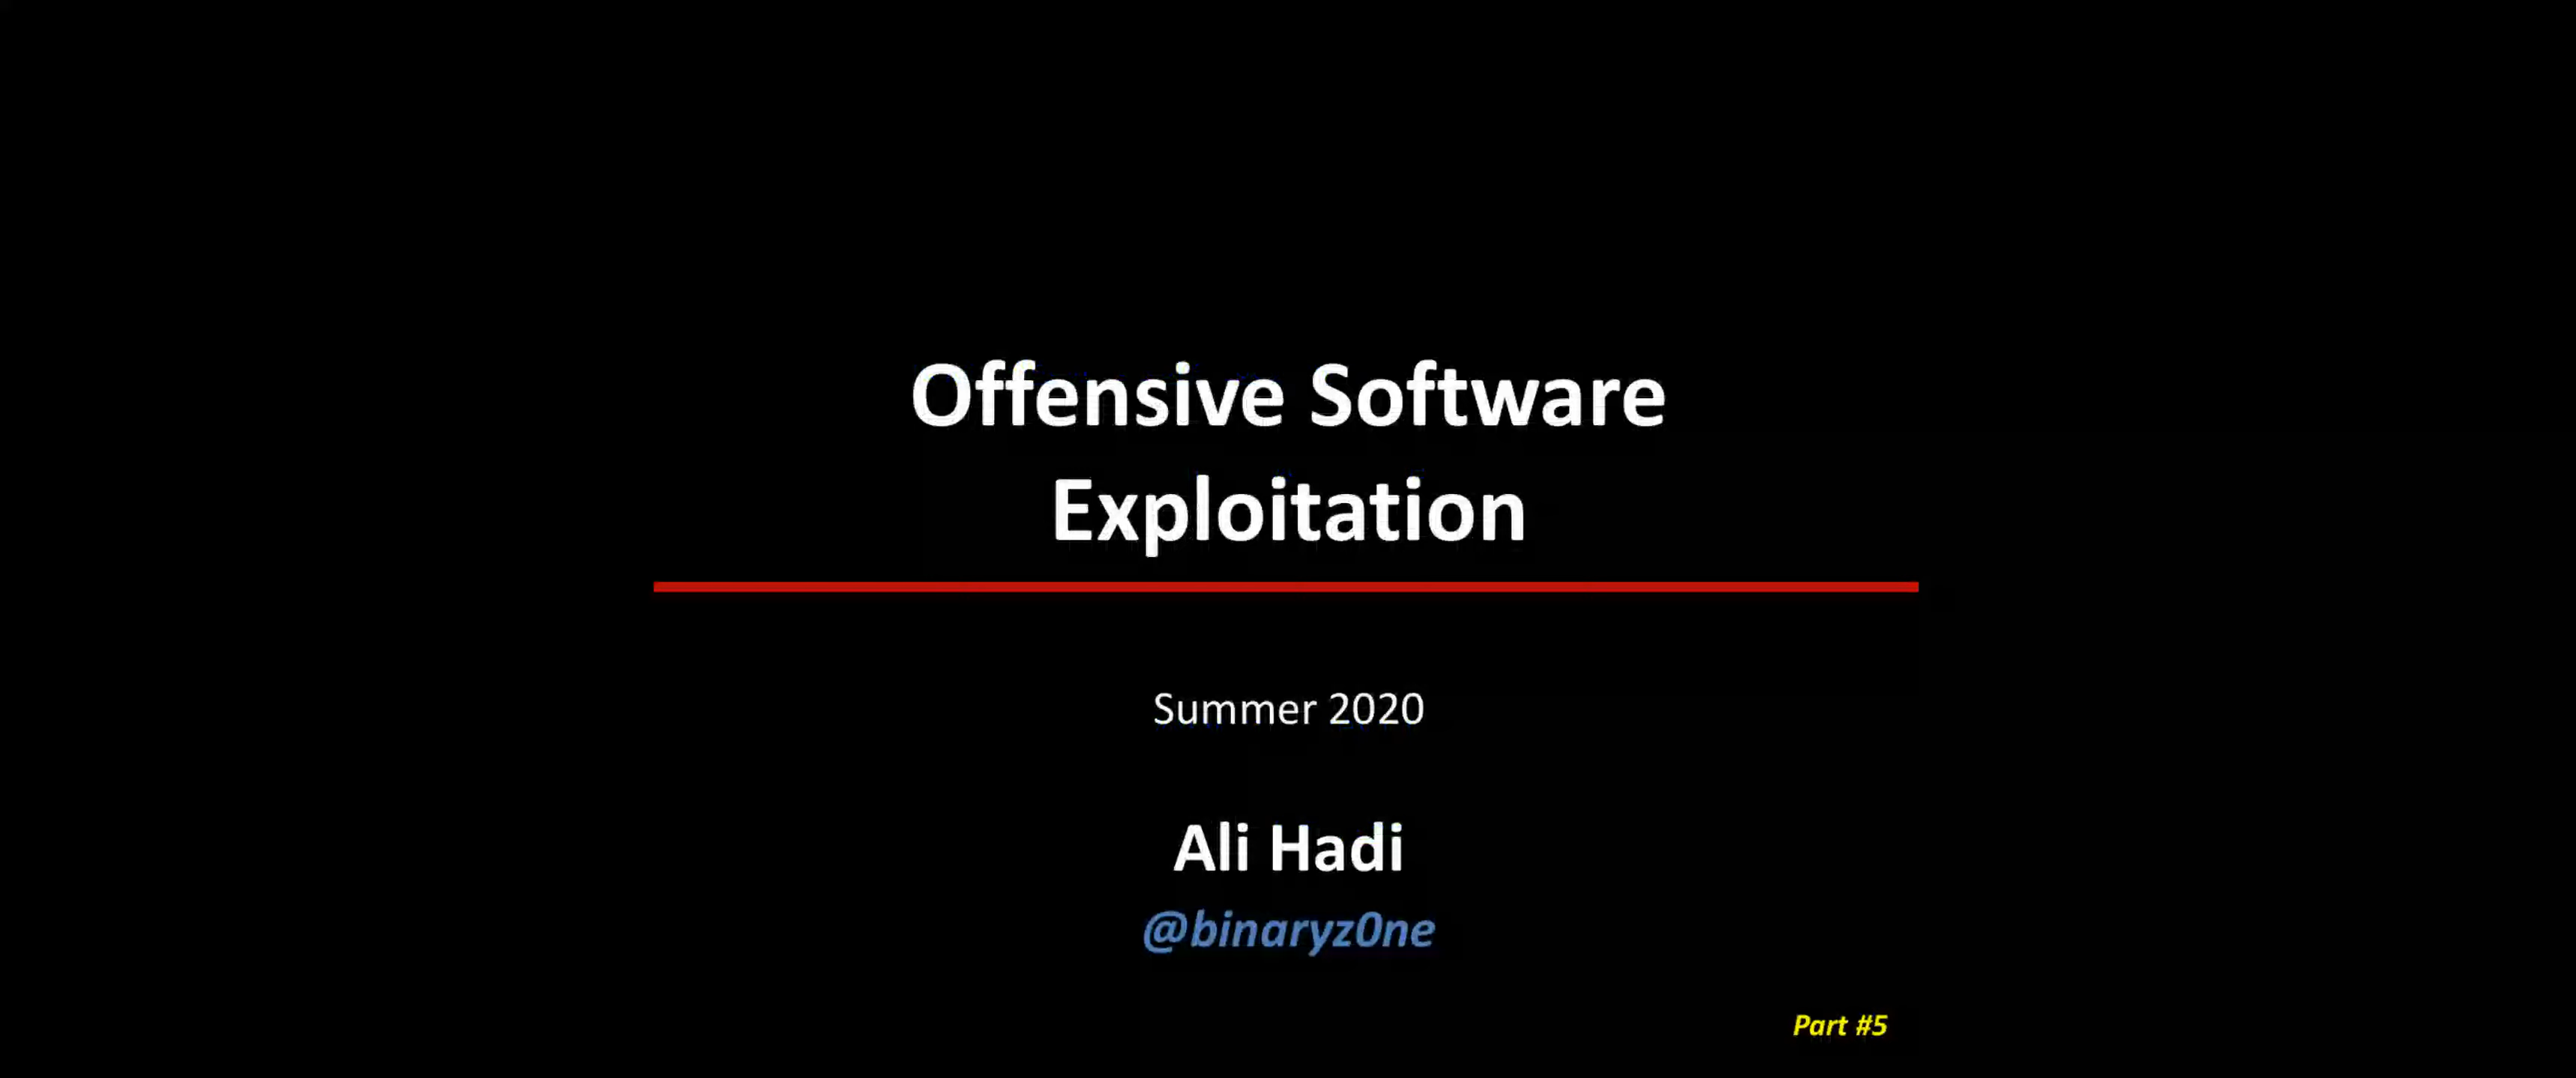 Offensive Software
Exploitation
Summer 2020
Ali Hadi
@binaryz0ne
Part #5